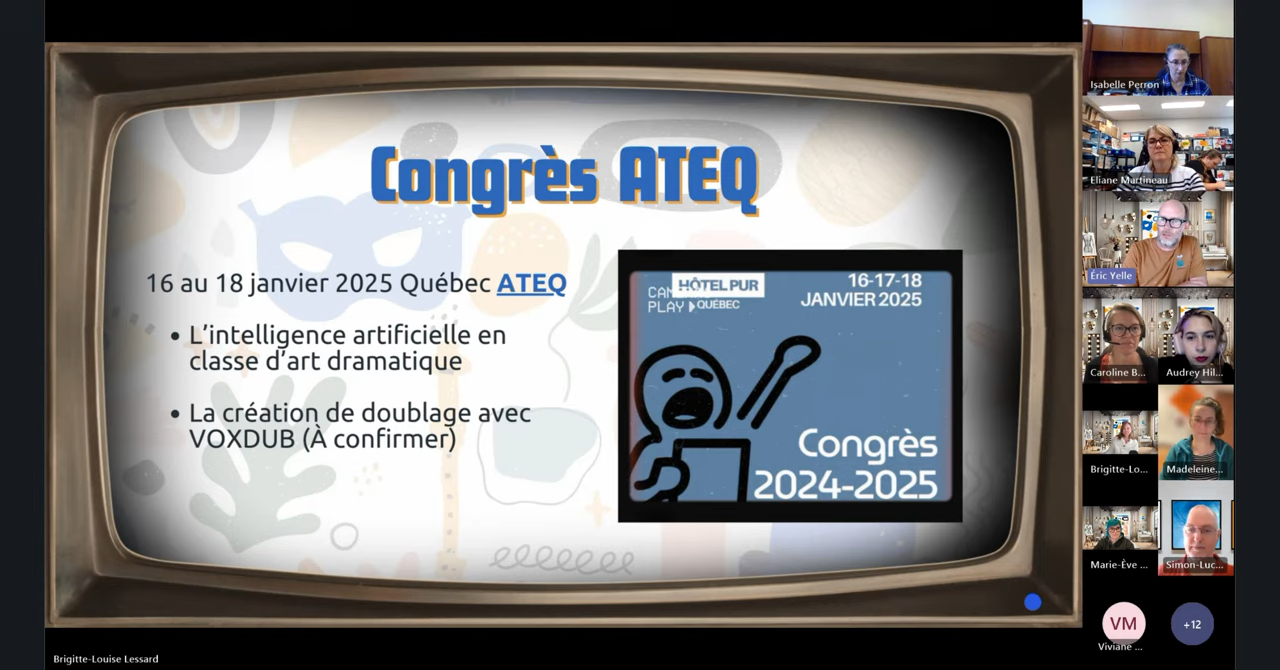 Congrès ATEQ
16 au 18 janvier 2025 Québec ATEQ
• L'intelligence artificielle en
classe d'art dramatique
• La création de doublage avec
VOXDUB (À confirmer)
HÔTEL PUR
QUÉBEC
PLAY
16-17-18
JANVIER 2025
Congrès
2024-2025
Brigitte-Louise Lessard
Isabelle Perron
Eliane Martineau
Éric Yelle
Caroline B...
Audrey Hil...
Brigitte-Lo...
Madeleine...
Marie-Ève ...
Simon-Luc...
VM
Viviane ...
+12